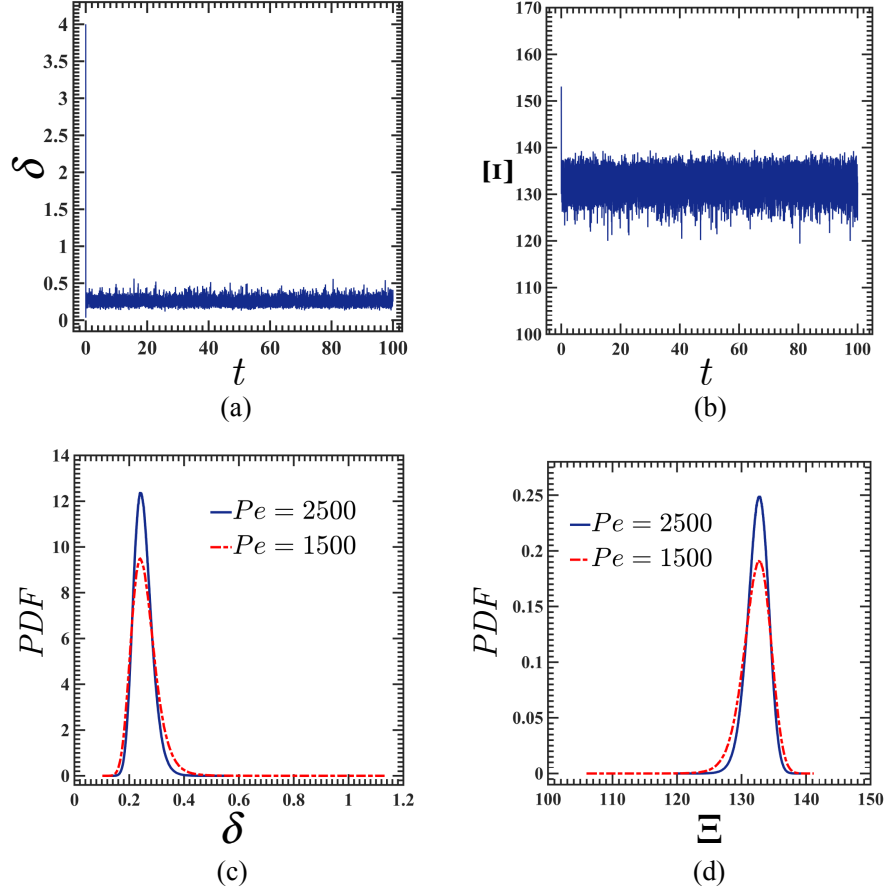 4
3.5
3
2.5
2
1.5
1
0.5
0
δ
0 20 40 60 80 100
t
(a)
170
160
150
140
130
120
110
100
Ξ
0 20 40 60 80 100
t
(b)
14
12
10
8
6
4
2
0
PDF
Pe = 2500
Pe = 1500
0 0.2 0.4 0.6 0.8 1 1.2
δ
(c)
0.25
0.2
0.15
0.1
0.05
0
PDF
Pe = 2500
Pe = 1500
100 110 120 130 140 150
Ξ
(d)